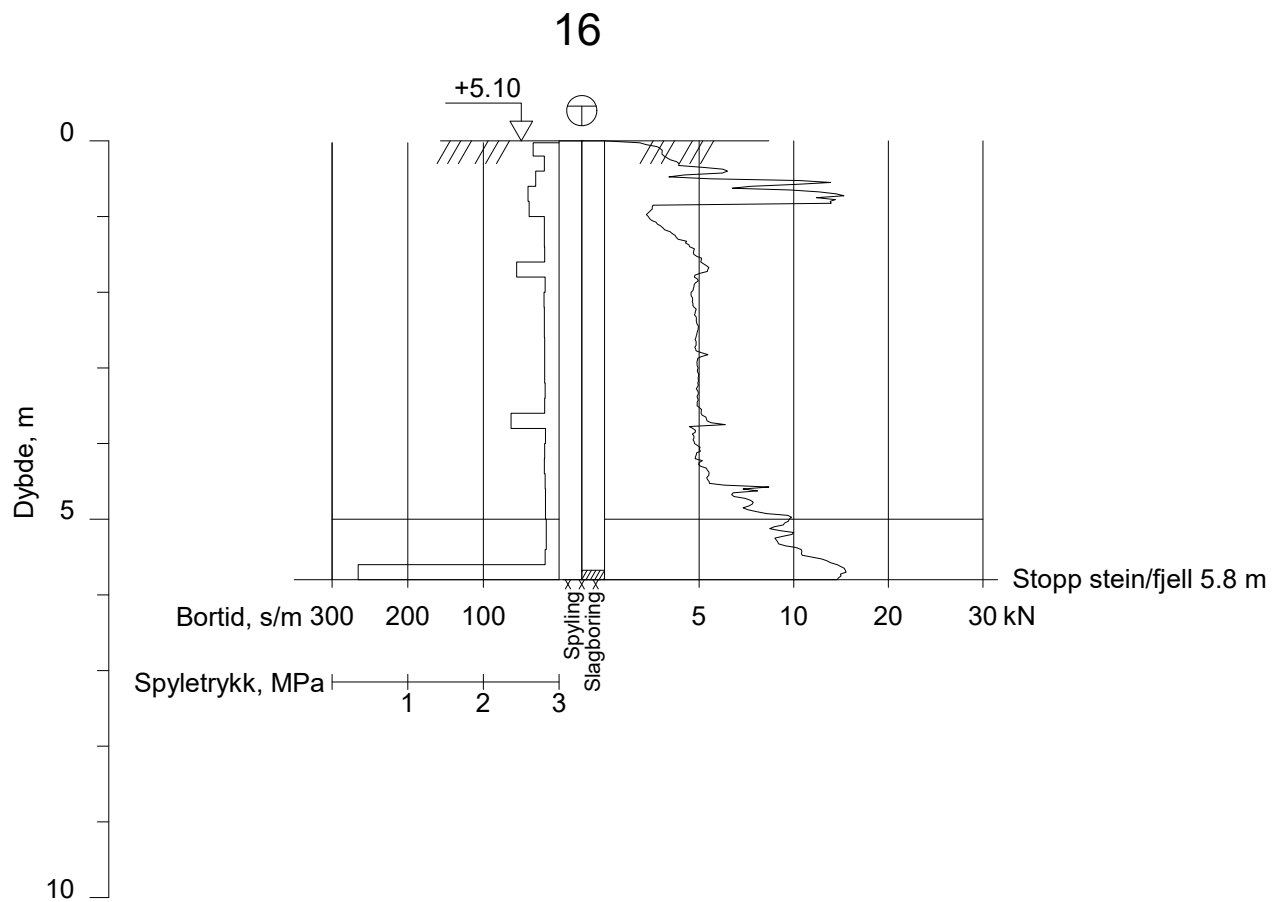 16
+5.10
0
Dybde, m
5
Stopp stein/fjell 5.8 m
Bortid, s/m 300 200 100
Spyling
Slagboring
5 10 20 30 kN
Spyletrykk, MPa
1 2 3
10